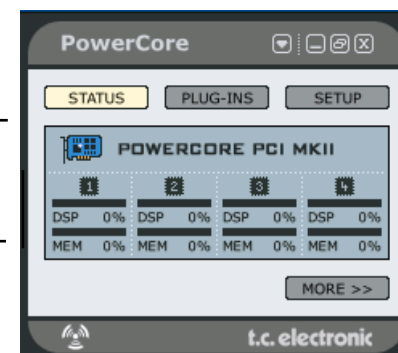 PowerCore
STATUS PLUG-INS SETUP
POWERCORE PCI MKII
1 2 3 4
DSP 0% DSP 0% DSP 0% DSP 0%
MEM 0% MEM 0% MEM 0% MEM 0%
MORE >>
t.c. electronic